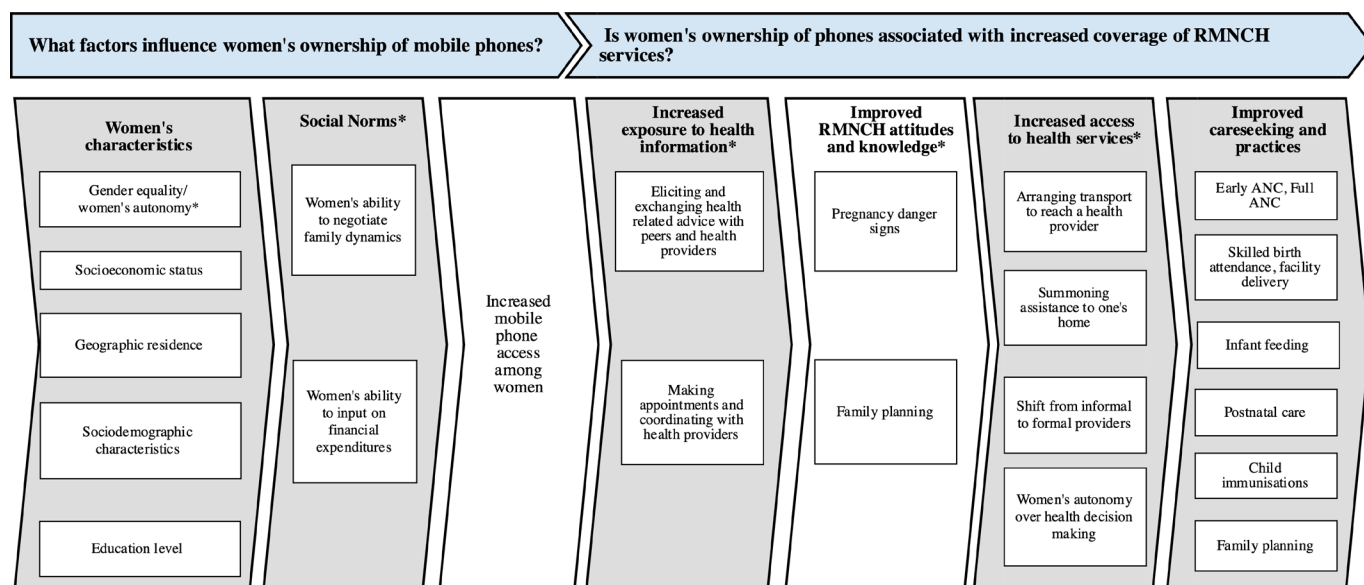 What factors influence women's ownership of mobile phones?
Is women's ownership of phones associated with increased coverage of RMNCH
services?
Women's
characteristics
Gender equality/
women's autonomy*
Socioeconomic status
Geographic residence
Sociodemographic
characteristics
Education level
Social Norms*
Women's ability
to negotiate
family dynamics
Women's ability
to input on
financial
expenditures
Increased
mobile
phone
access
among
women
Increased
exposure to health
information*
Eliciting and
exchanging health
related advice with
peers and health
providers
Making
appointments and
coordinating with
health providers
Improved
RMNCH attitudes
and knowledge*
Pregnancy danger
signs
Family planning
Increased access
to health services*
Arranging transport
to reach a health
provider
Summoning
assistance to one's
home
Shift from informal
to formal providers
Women's autonomy
over health decision
making
Improved
careseeking and
practices
Early ANC, Full
ANC
Skilled birth
attendance, facility
delivery
Infant feeding
Postnatal care
Child
immunisations
Family planning